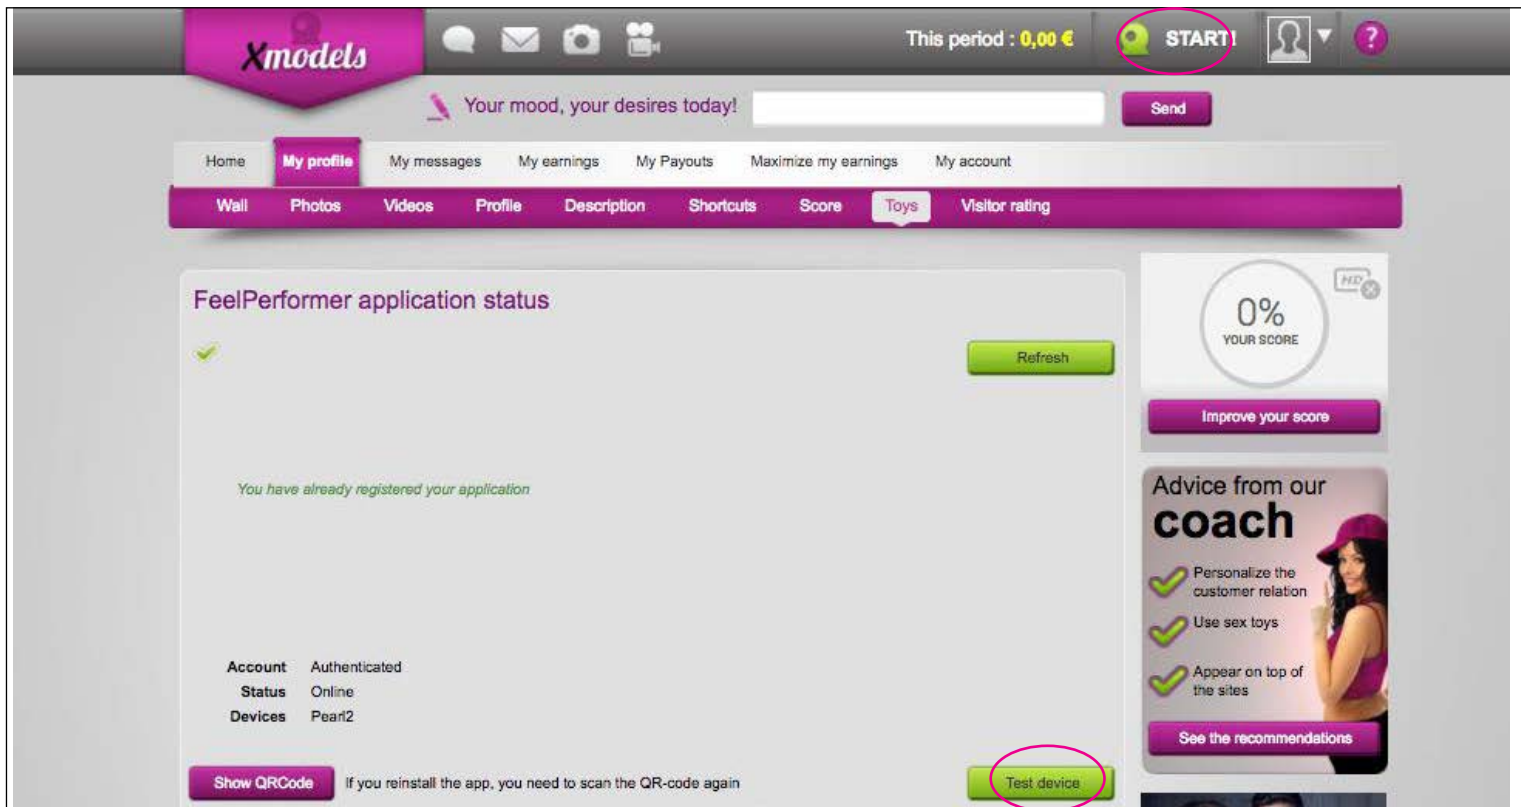 Xmodels
This period : 0,00 €
START!
?
Your mood, your desires today!
Send
Home My profile My messages My earnings My Payouts Maximize my earnings My account
Wall Photos Videos Profile Description Shortcuts Score Toys Visitor rating
FeelPerformer application status
Refresh
You have already registered your application
Account Authenticated
Status Online
Devices Pearl2
Show QRCode If you reinstall the app, you need to scan the QR-code again
Test device
HD
0%
YOUR SCORE
Improve your score
Advice from our
coach
Personalize the
customer relation
Use sex toys
Appear on top of
the sites
See the recommendations